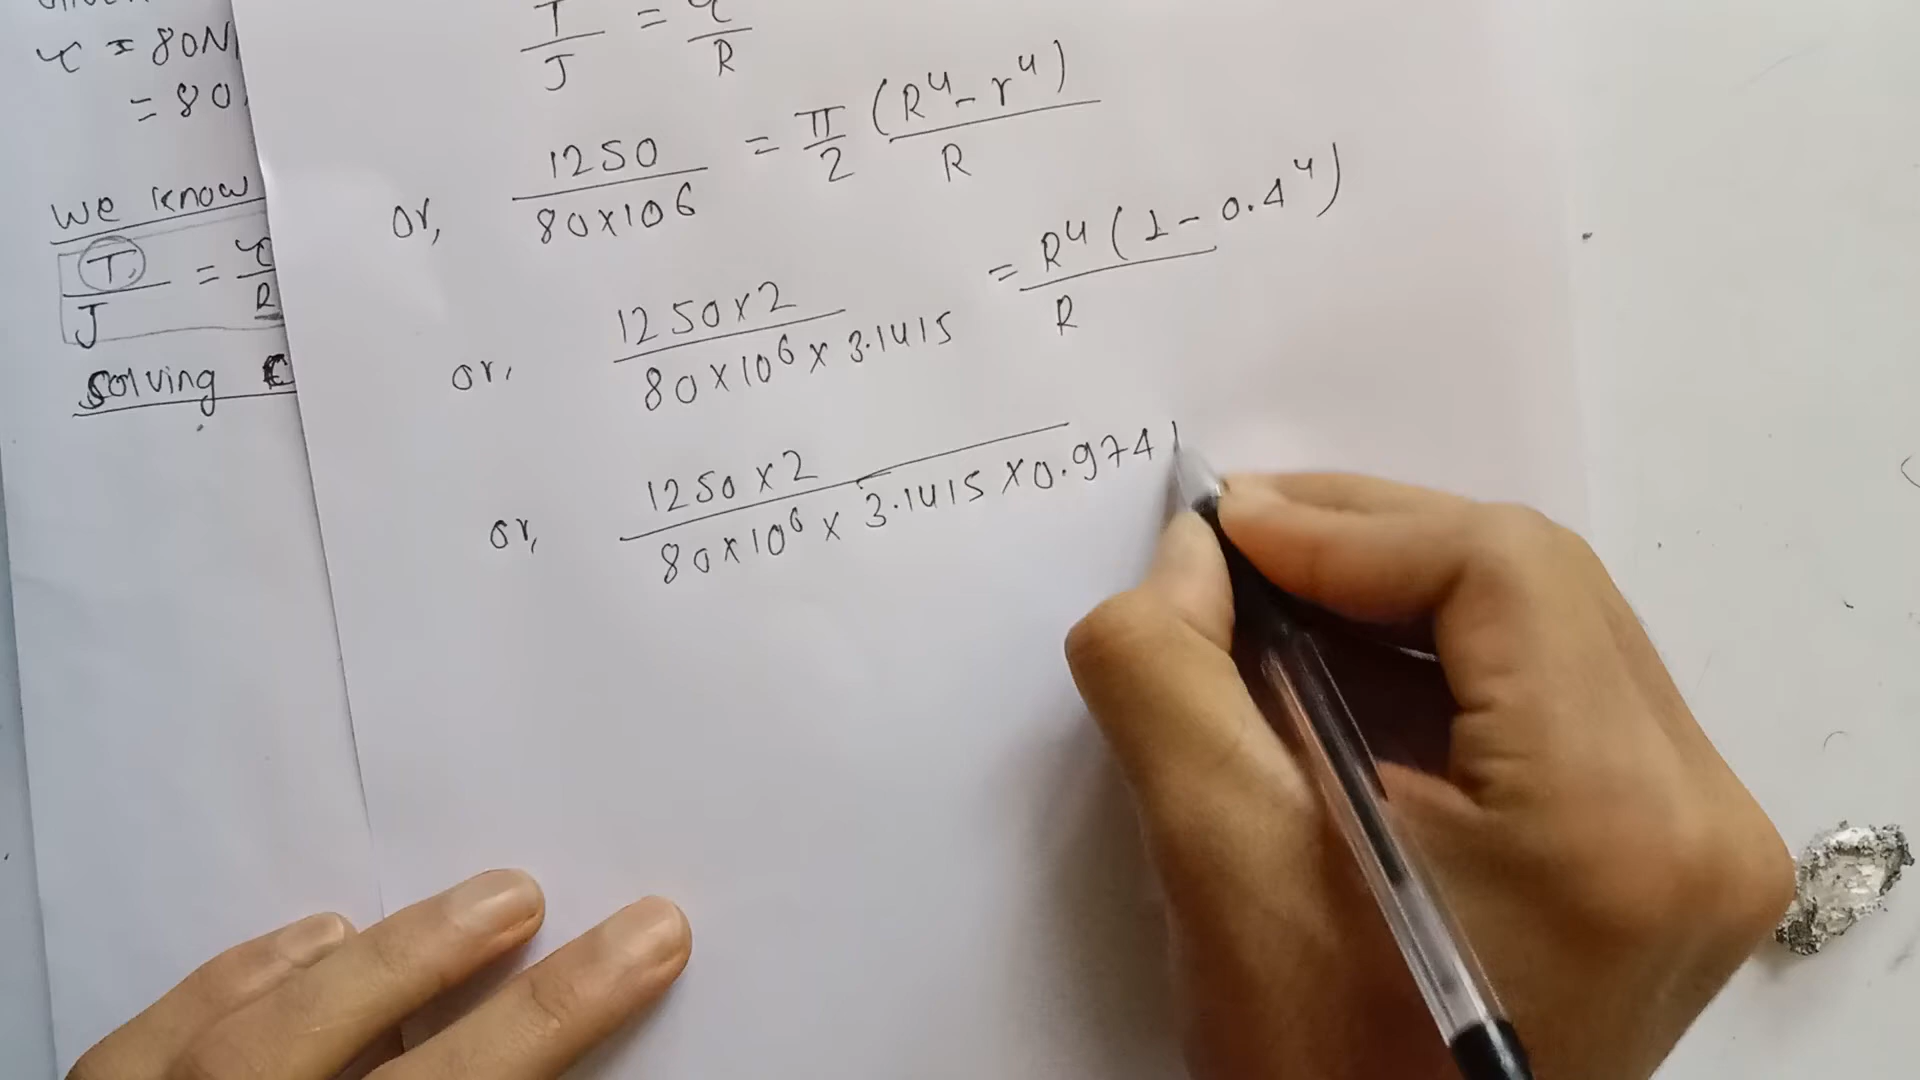 τ = 80N
= 80
we know
T/J = τ/R
solving
T/J = τ/R
or, 1250/80×106 = π/2 (R⁴-r⁴)/R
or, 1250×2/80×10⁶×3.1415 = R⁴(1-0.4⁴)/R
or, 1250×2/80×10⁶×3.1415×0.974